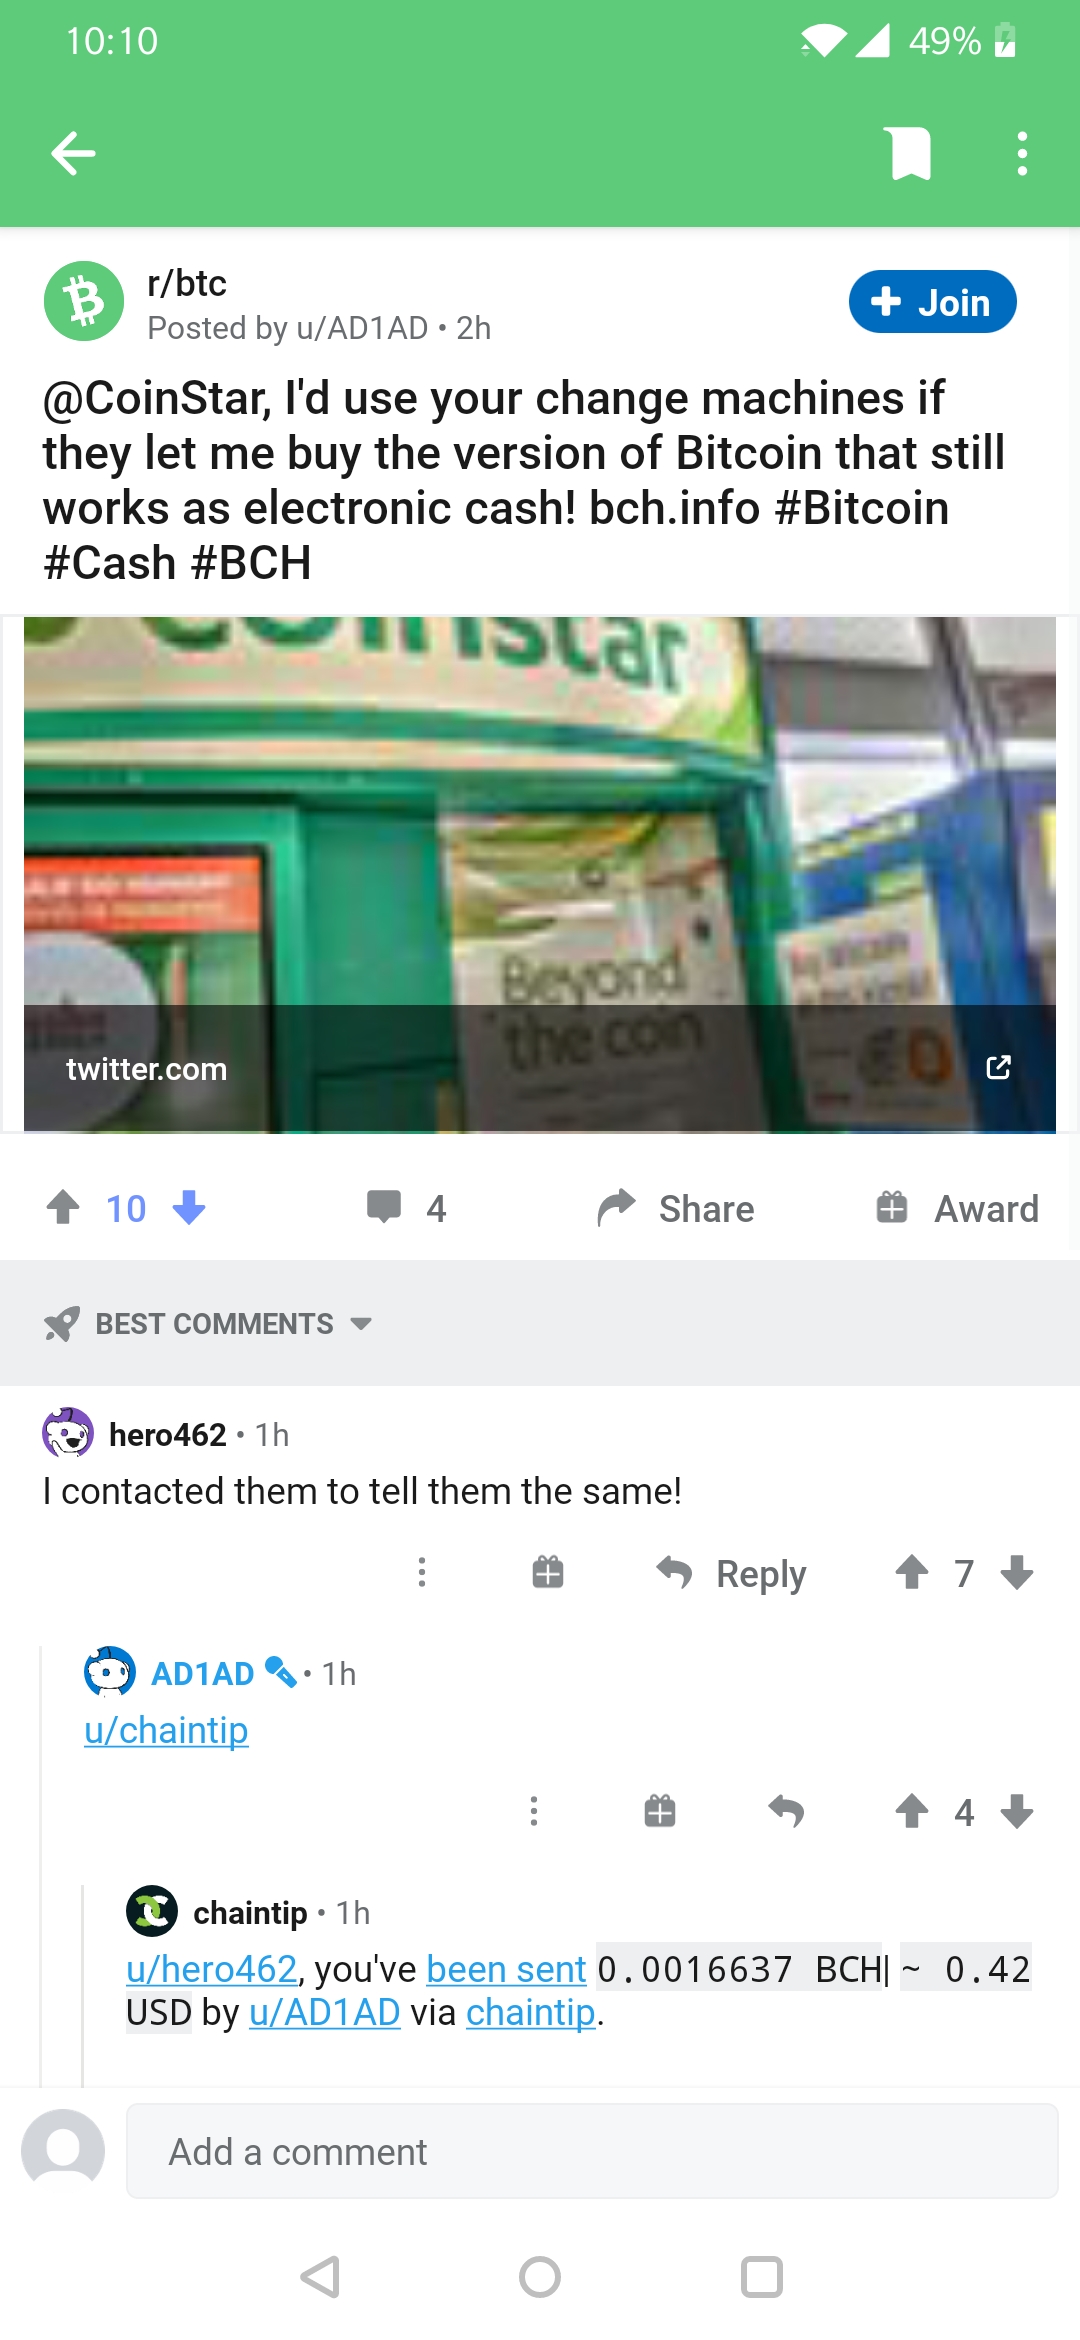 10:10
49%
r/btc
Join
Posted by u/AD1AD • 2h
@CoinStar, I'd use your change machines if
they let me buy the version of Bitcoin that still
works as electronic cash! bch.info #Bitcoin
#Cash #BCH
coinstar
Beyond
the coin
twitter.com
10
4
Share
Award
BEST COMMENTS
hero462 • 1h
I contacted them to tell them the same!
Reply
7
AD1AD • 1h
u/chaintip
4
chaintip • 1h
u/hero462, you've been sent 0.0016637 BCH| ~ 0.42
USD by u/AD1AD via chaintip.
Add a comment